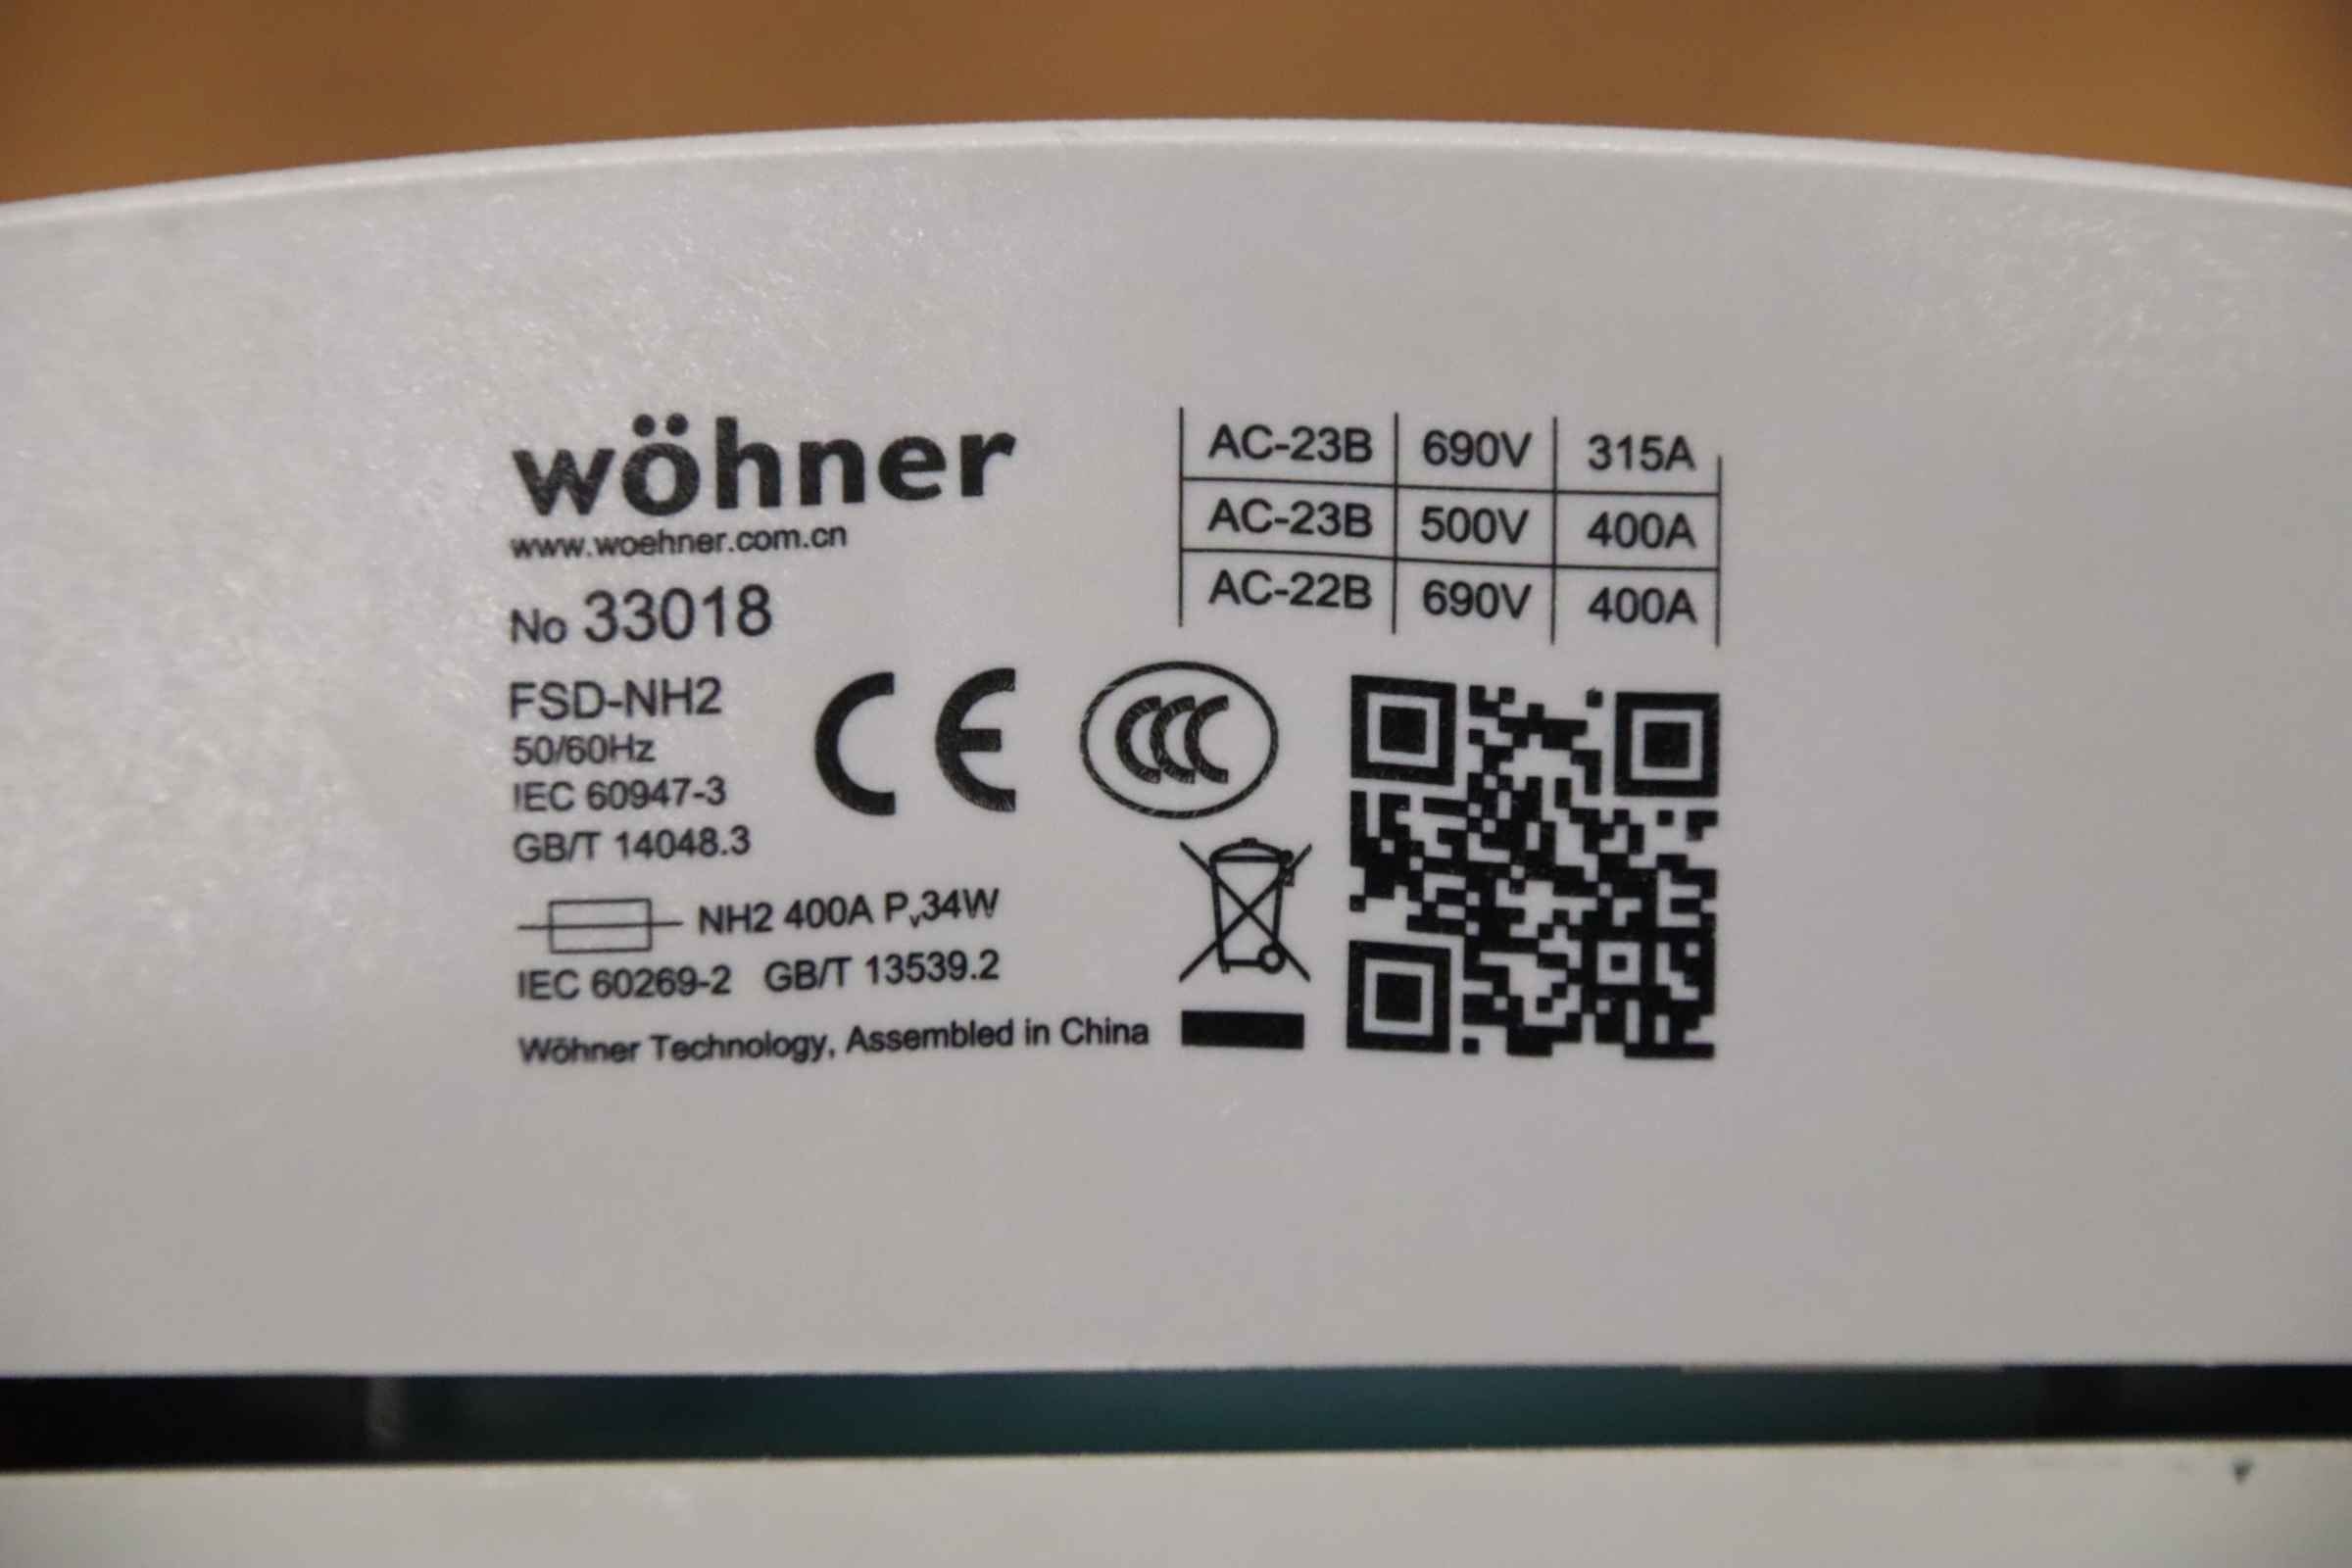 wöhner
www.woehner.com.cn
No 33018
FSD-NH2
50/60Hz
IEC 60947-3
GB/T 14048.3
NH2 400A Pv34W
IEC 60269-2 GB/T 13539.2
Wöhner Technology, Assembled in China
AC-23B 690V 315A
AC-23B 500V 400A
AC-22B 690V 400A
CE
CCC